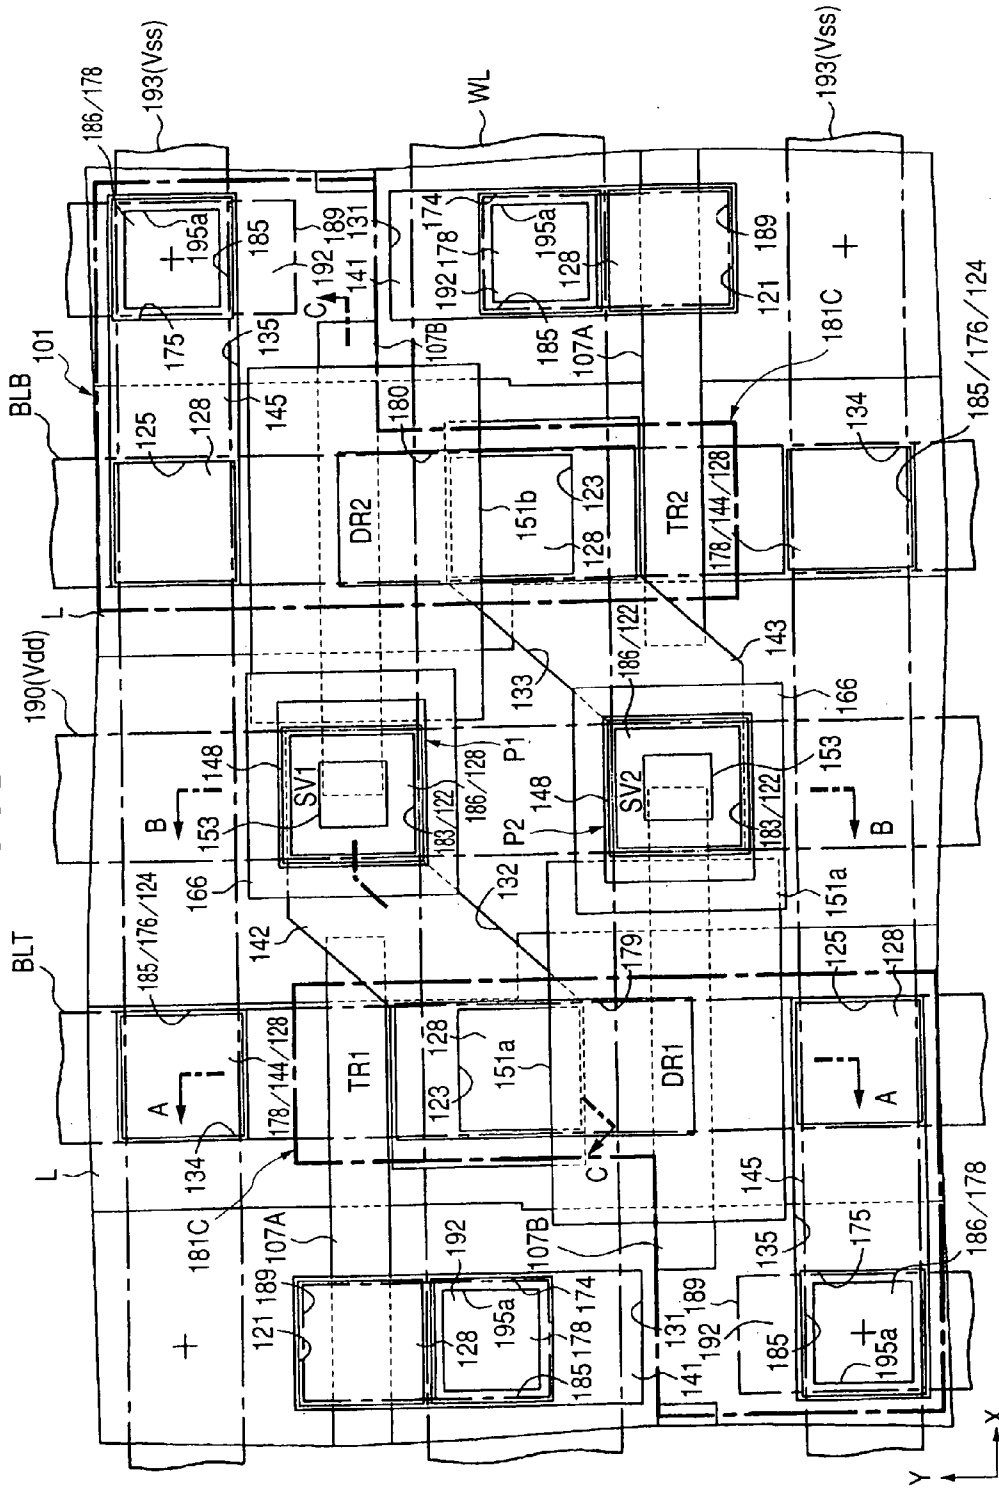 193(Vss)
WL
193(Vss)
186/178
195a
185
189
131
141
192
C
107B
135
175
145
101
BLB
125
128
L
190(Vdd)
174
195a
178
192
128
185
107A
189
121
181C
185/176/124
134
178/144/128
180
DR2
151b
123
128
TR2
143
186/122
133
166
153
148
B
153
SV1
P1
186/128
183/122
166
148
SV2
P2
183/122
B
151a
132
142
BLT
185/176/124
179
125
128
A
178/144/128
134
TR1
128
123
151a
DR1
C
A
L
181C
107A
107B
145
135
175
186/178
189
121
128
192
195a
178
174
185
131
141
189
192
185
195a
Y
X